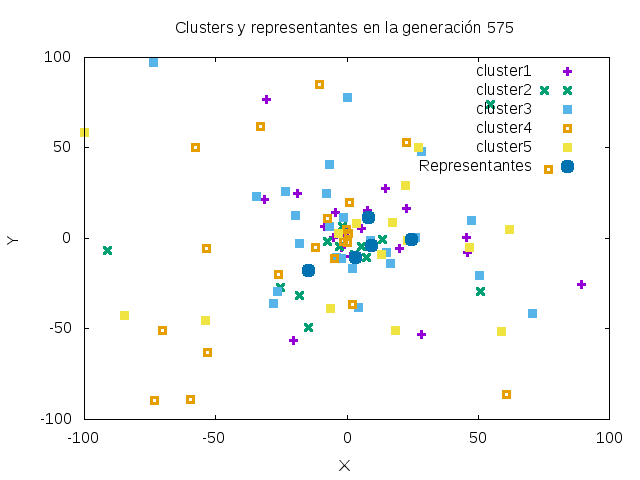 Clusters y representantes en la generación 575
100
50
0
-50
-100
-100
-50
0
50
100
Y
X
cluster1
cluster2
cluster3
cluster4
cluster5
Representantes